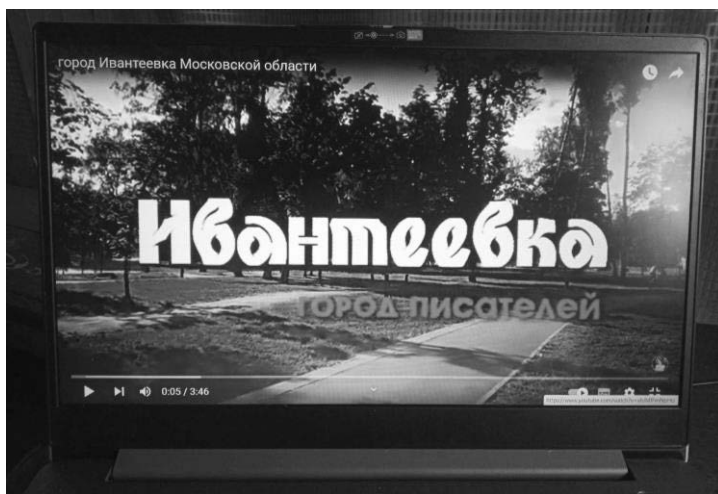 город Ивантеевка Московской области
Ивантеевка
город писателей
0:05 / 3:46